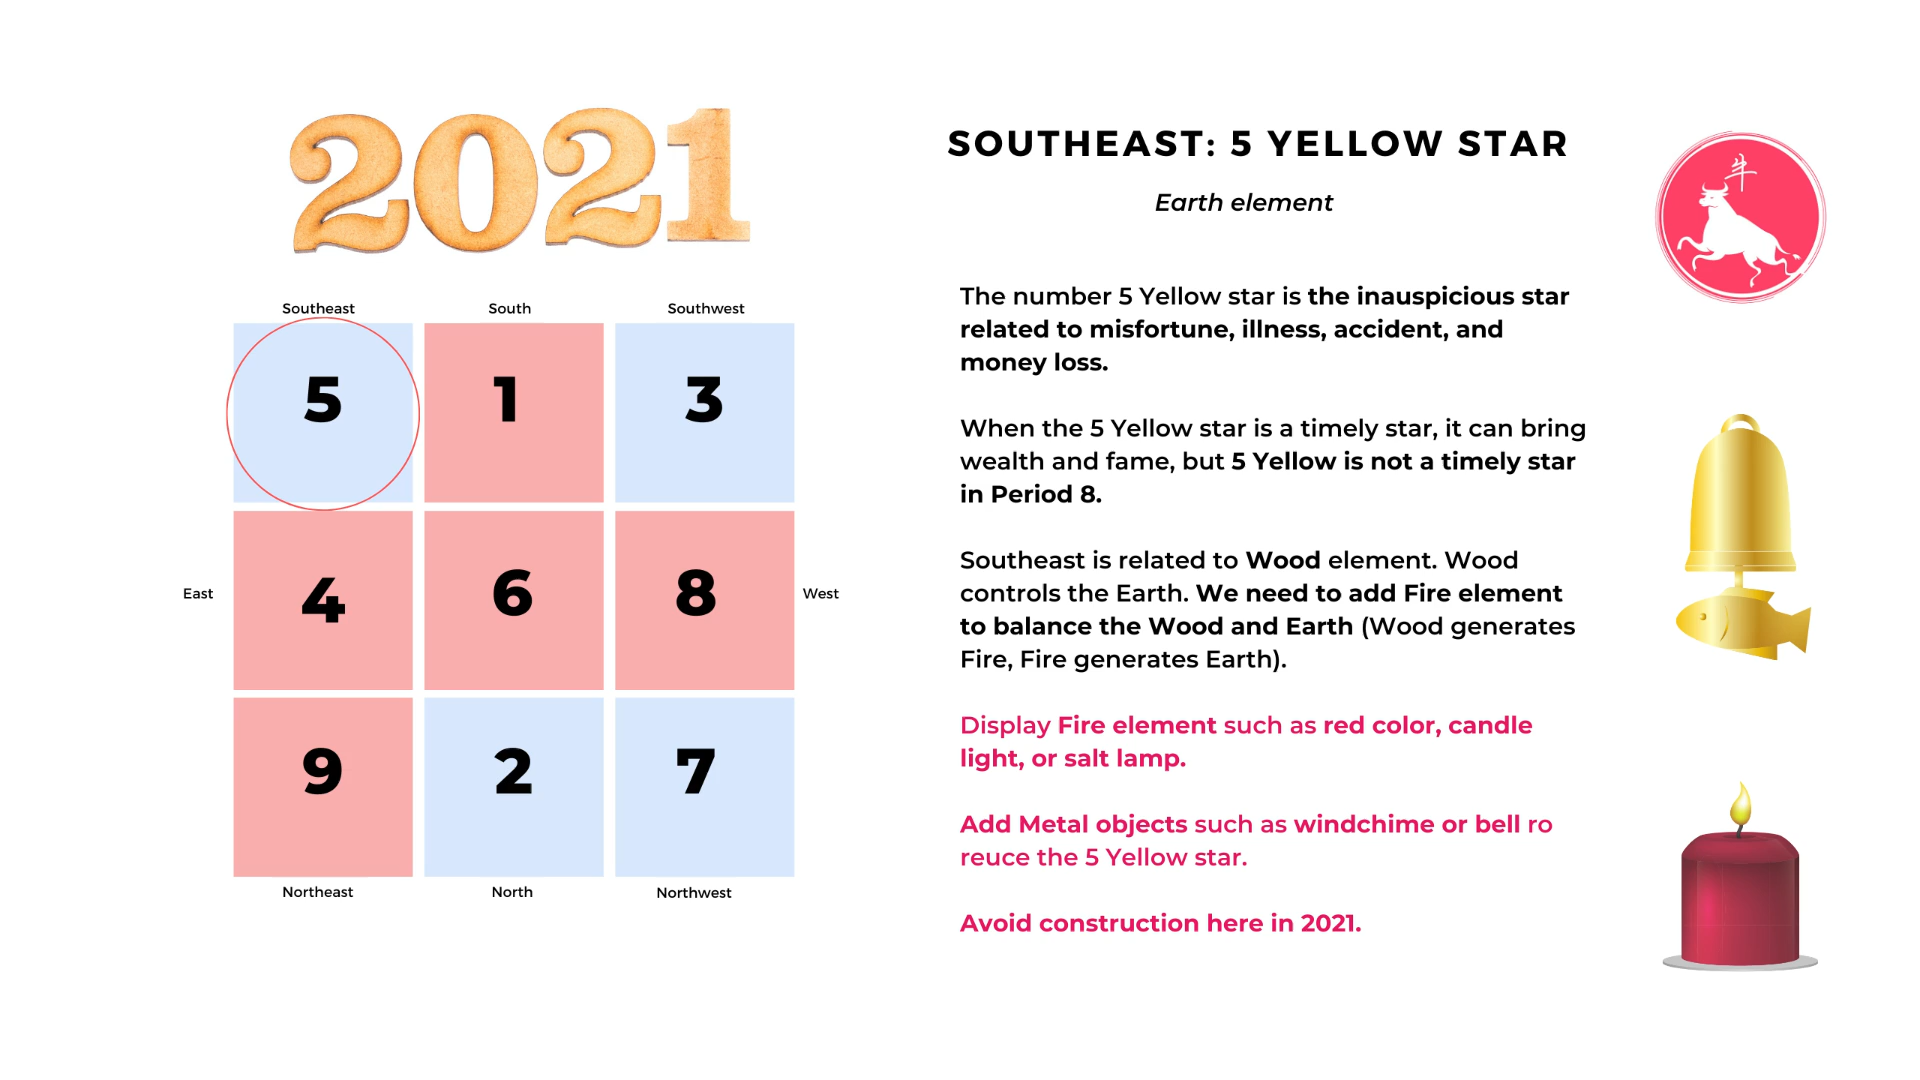 2021
Southeast South Southwest
5 1 3
East 4 6 8 West
9 2 7
Northeast North Northwest
SOUTHEAST: 5 YELLOW STAR
Earth element
The number 5 Yellow star is the inauspicious star
related to misfortune, illness, accident, and
money loss.
When the 5 Yellow star is a timely star, it can bring
wealth and fame, but 5 Yellow is not a timely star
in Period 8.
Southeast is related to Wood element. Wood
controls the Earth. We need to add Fire element
to balance the Wood and Earth (Wood generates
Fire, Fire generates Earth).
Display Fire element such as red color, candle
light, or salt lamp.
Add Metal objects such as windchime or bell ro
reuce the 5 Yellow star.
Avoid construction here in 2021.
牛